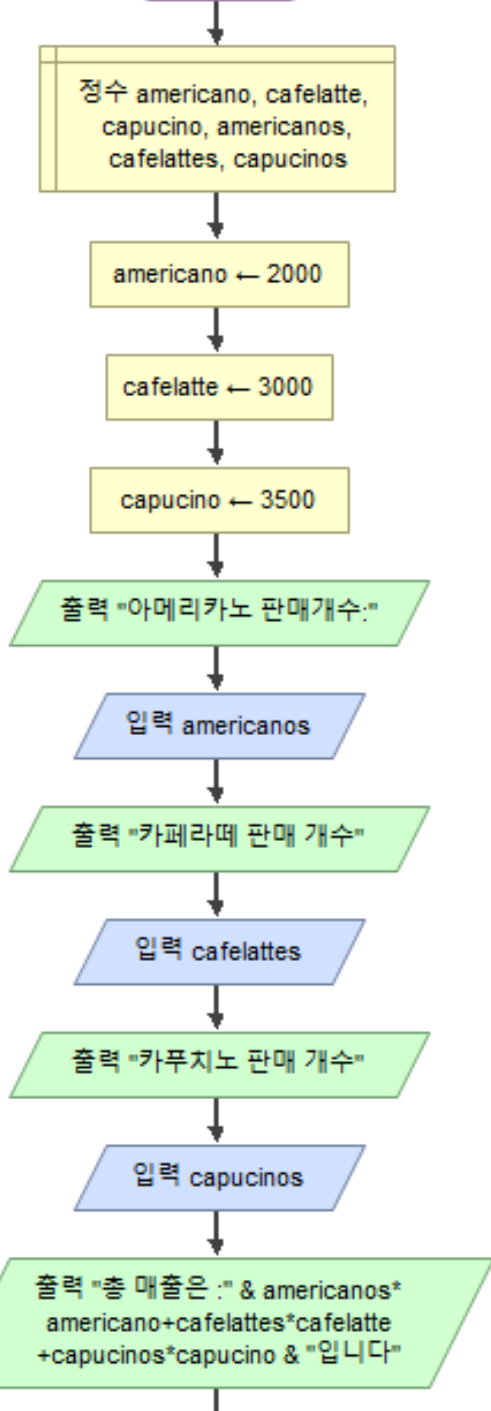 정수 americano, cafelatte,
capucino, americanos,
cafelattes, capucinos
americano ← 2000
cafelatte ← 3000
capucino ← 3500
출력 "아메리카노 판매개수:"
입력 americanos
출력 "카페라떼 판매 개수"
입력 cafelattes
출력 "카푸치노 판매 개수"
입력 capucinos
출력 "총 매출은 :" & americanos*
americano+cafelattes*cafelatte
+capucinos*capucino & "입니다"